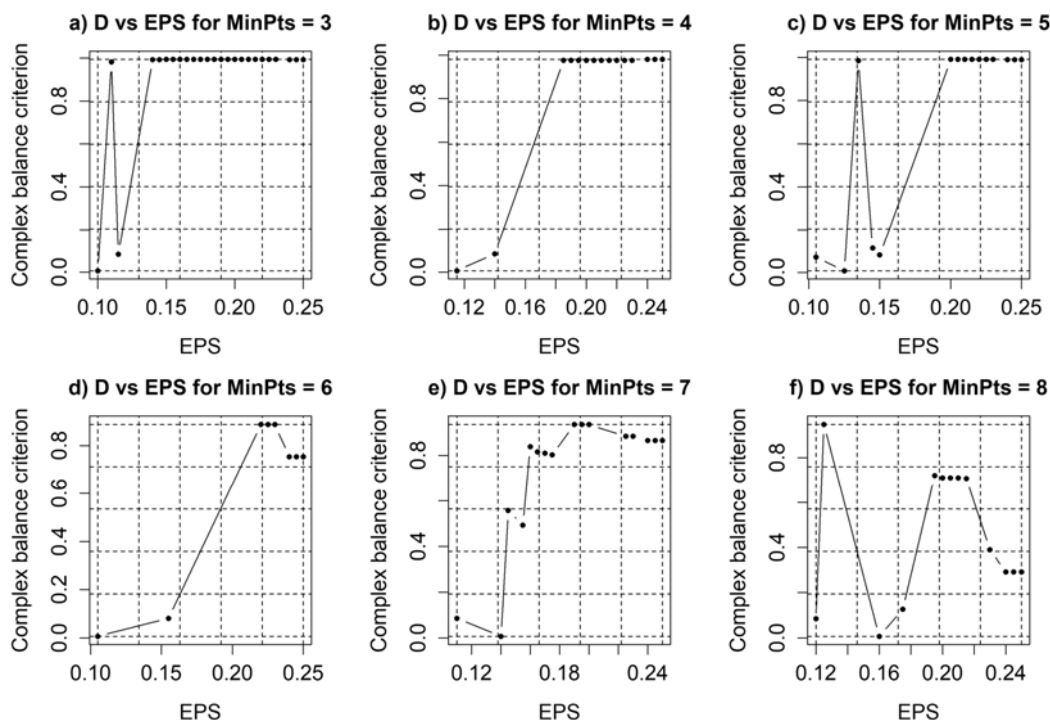 a) D vs EPS for MinPts = 3
Complex balance criterion
0.0 0.4 0.8
0.10 0.15 0.20 0.25
EPS
b) D vs EPS for MinPts = 4
Complex balance criterion
0.0 0.4 0.8
0.12 0.16 0.20 0.24
EPS
c) D vs EPS for MinPts = 5
Complex balance criterion
0.0 0.4 0.8
0.10 0.15 0.20 0.25
EPS
d) D vs EPS for MinPts = 6
Complex balance criterion
0.0 0.2 0.4 0.6 0.8
0.10 0.15 0.20 0.25
EPS
e) D vs EPS for MinPts = 7
Complex balance criterion
0.0 0.4 0.8
0.12 0.16 0.20 0.24
EPS
f) D vs EPS for MinPts = 8
Complex balance criterion
0.0 0.4 0.8
0.12 0.16 0.20 0.24
EPS